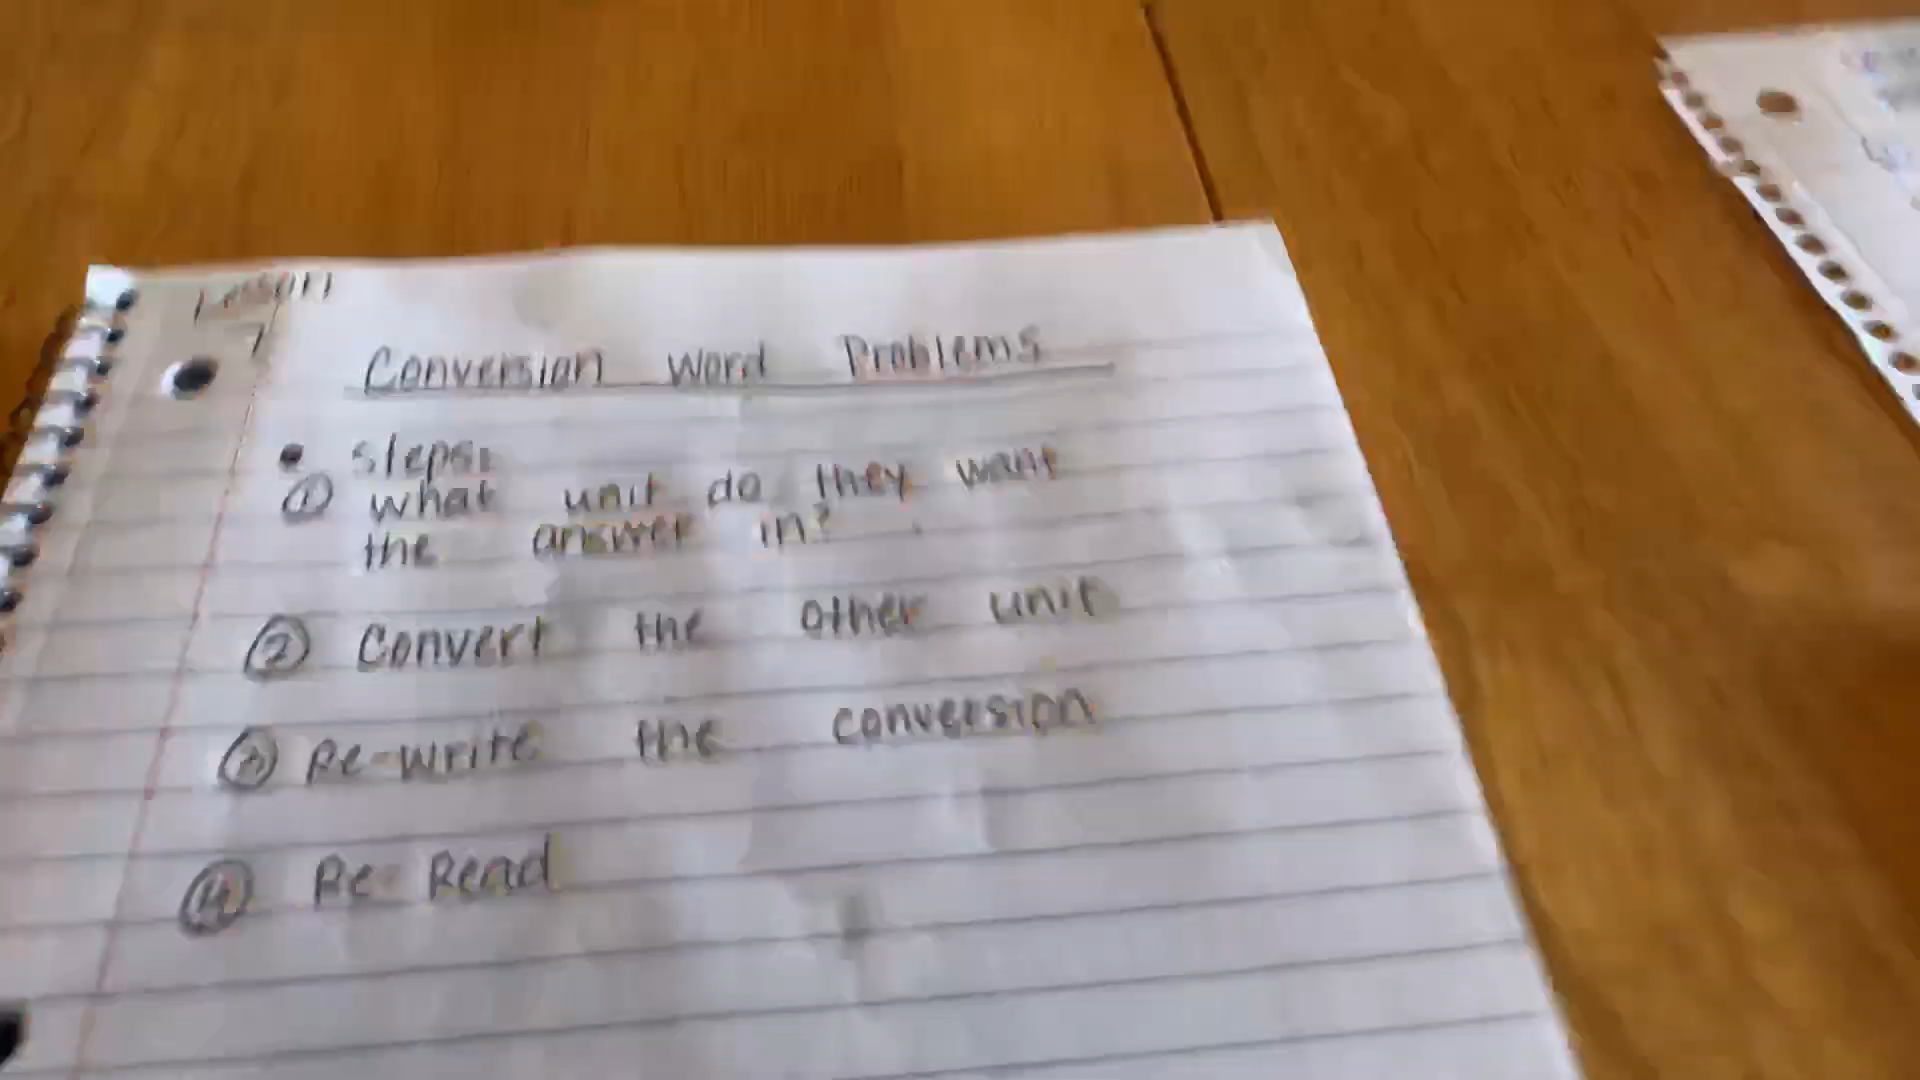 Lesson
7
Conversion Word Problems
• steps:
① what unit do they want
the answer in?
② Convert the other unit
③ Re-write the conversion
④ Re-Read